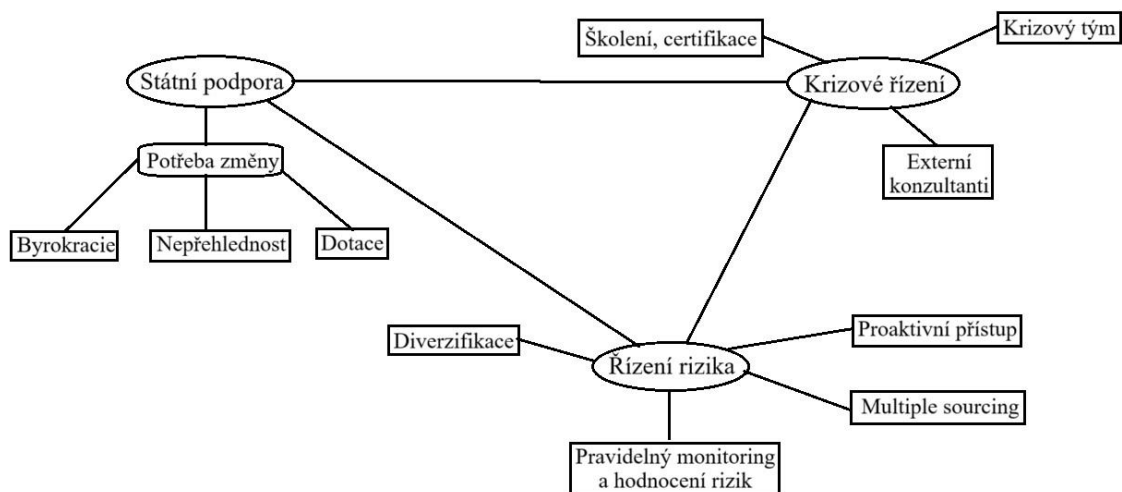 Školení, certifikace
Krizový tým
Státní podpora
Krizové řízení
Potřeba změny
Externí
konzultanti
Byrokracie
Nepřehlednost
Dotace
Diverzifikace
Proaktivní přístup
Řízení rizika
Multiple sourcing
Pravidelný monitoring
a hodnocení rizik